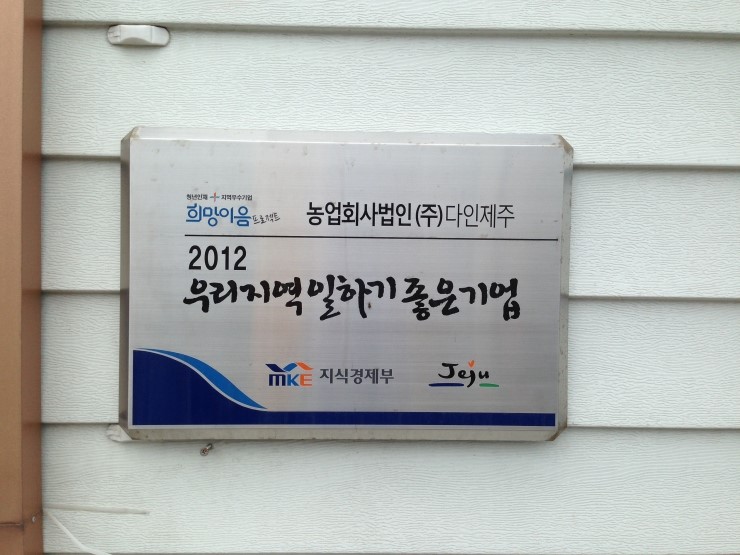 청년인재 + 지역우수기업
희망이음 프로젝트
농업회사법인 (주)다인제주
2012
우리지역 일하기 좋은기업
MKE 지식경제부
Jeju